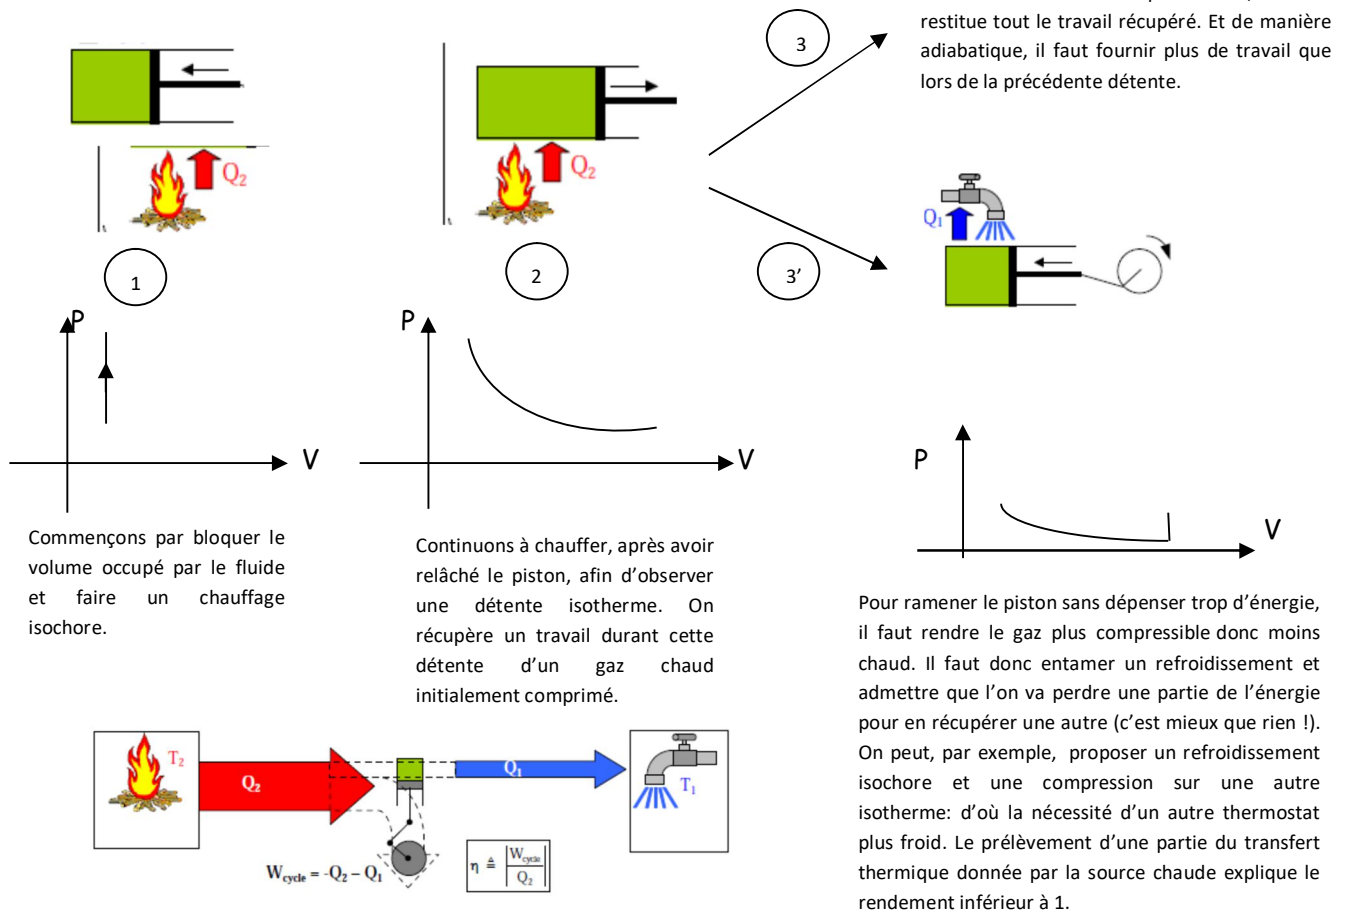 restitue tout le travail récupéré. Et de manière
adiabatique, il faut fournir plus de travail que
lors de la précédente détente.
3
Q2
Q2
Q1
1
2
3’
P
V
P
V
P
V
Commençons par bloquer le
volume occupé par le fluide
et faire un chauffage
isochore.
Continuons à chauffer, après avoir
relâché le piston, afin d’observer
une détente isotherme. On
récupère un travail durant cette
détente d’un gaz chaud
initialement comprimé.
Pour ramener le piston sans dépenser trop d’énergie,
il faut rendre le gaz plus compressible donc moins
chaud. Il faut donc entamer un refroidissement et
admettre que l’on va perdre une partie de l’énergie
pour en récupérer une autre (c’est mieux que rien !).
On peut, par exemple, proposer un refroidissement
isochore et une compression sur une autre
isotherme: d’où la nécessité d’un autre thermostat
plus froid. Le prélèvement d’une partie du transfert
thermique donnée par la source chaude explique le
rendement inférieur à 1.
T2
Q2
Q1
T1
Wcycle = -Q2 – Q1
η ≜ |Wcycle / Q2|